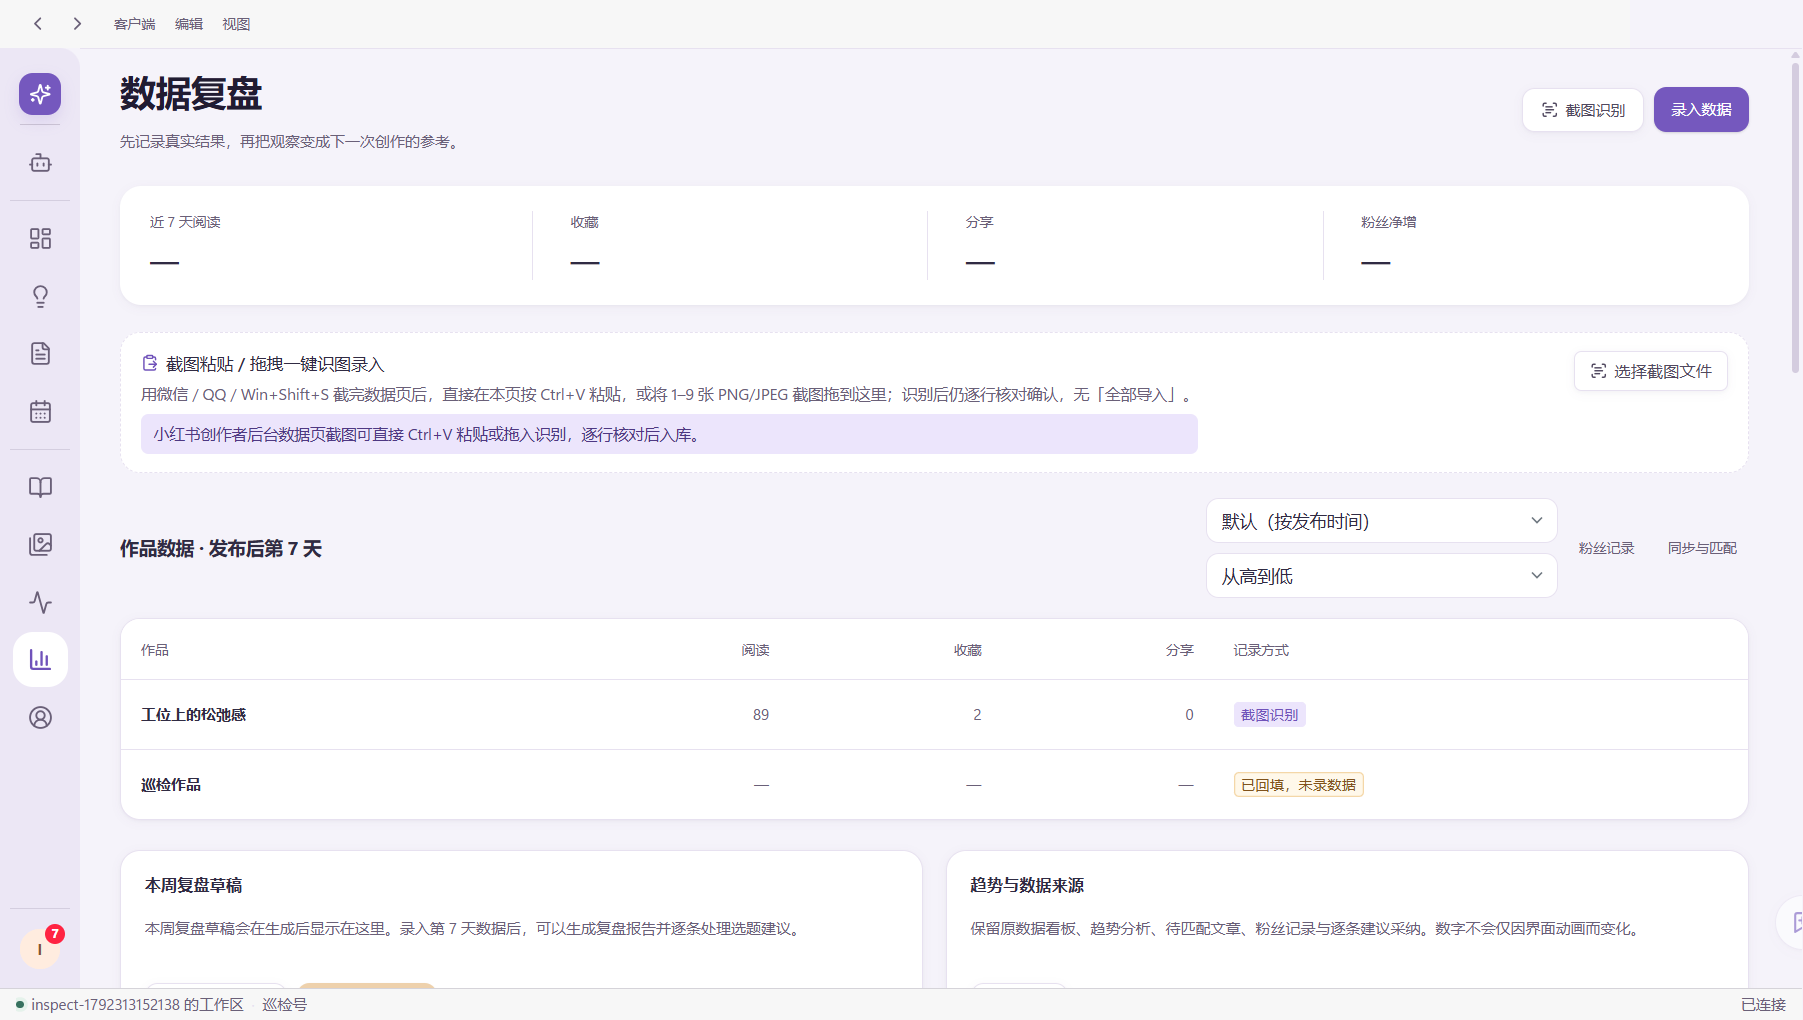 客户端 编辑 视图
数据复盘
先记录真实结果，再把观察变成下一次创作的参考。
截图识别
录入数据
近 7 天阅读
—
收藏
—
分享
—
粉丝净增
—
截图粘贴 / 拖拽一键识图录入
用微信 / QQ / Win+Shift+S 截完数据页后，直接在本页按 Ctrl+V 粘贴，或将 1–9 张 PNG/JPEG 截图拖到这里；识别后仍逐行核对确认，无「全部导入」。
小红书创作者后台数据页截图可直接 Ctrl+V 粘贴或拖入识别，逐行核对后入库。
选择截图文件
作品数据 · 发布后第 7 天
默认（按发布时间）
从高到低
粉丝记录
同步与匹配
作品 阅读 收藏 分享 记录方式
工位上的松弛感 89 2 0 截图识别
巡检作品 — — — 已回填，未录数据
本周复盘草稿
本周复盘草稿会在生成后显示在这里。录入第 7 天数据后，可以生成复盘报告并逐条处理选题建议。
趋势与数据来源
保留原数据看板、趋势分析、待匹配文章、粉丝记录与逐条建议采纳。数字不会仅因界面动画而变化。
I
7
inspect-1792313152138 的工作区 · 巡检号
已连接